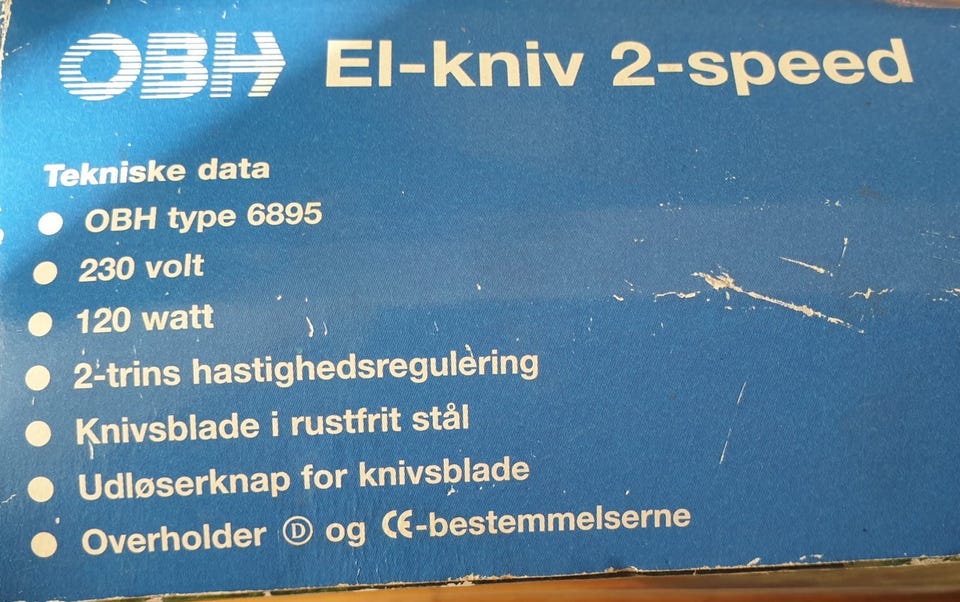 OBH El-kniv 2-speed
Tekniske data
● OBH type 6895
● 230 volt
● 120 watt
● 2-trins hastighedsregulering
● Knivsblade i rustfrit stål
● Udløserknap for knivsblade
● Overholder Ⓓ og CE-bestemmelserne